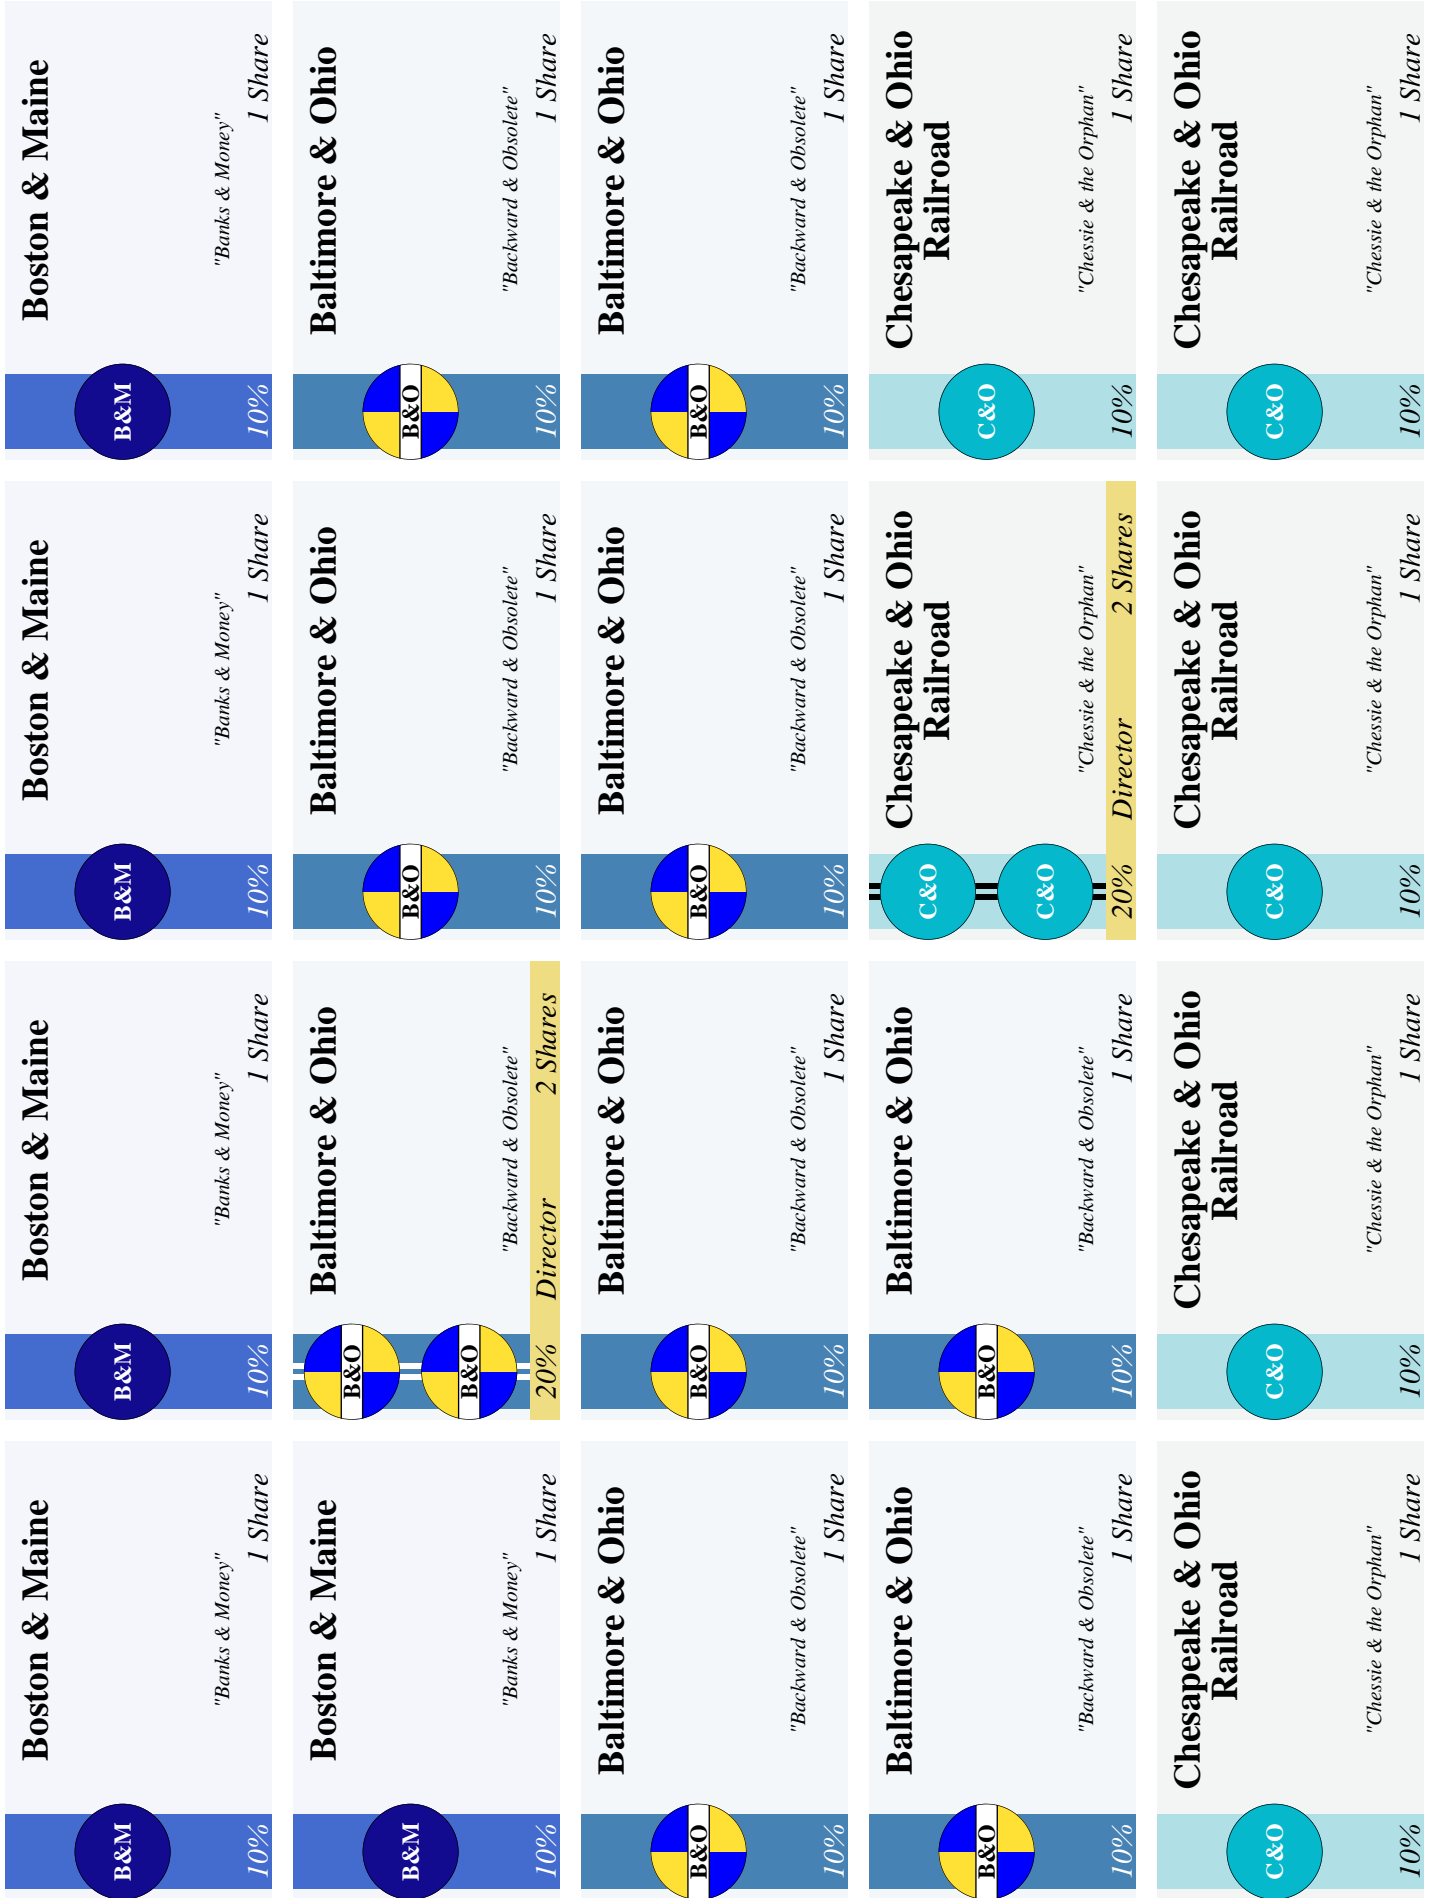 Boston & Maine
B&M
"Banks & Money"
10% 1 Share
Boston & Maine
B&M
"Banks & Money"
10% 1 Share
Boston & Maine
B&M
"Banks & Money"
10% 1 Share
Boston & Maine
B&M
"Banks & Money"
10% 1 Share
Boston & Maine
B&M
"Banks & Money"
10% 1 Share
Baltimore & Ohio
B&O
B&O
"Backward & Obsolete"
20% Director 2 Shares
Baltimore & Ohio
B&O
"Backward & Obsolete"
10% 1 Share
Baltimore & Ohio
B&O
"Backward & Obsolete"
10% 1 Share
Baltimore & Ohio
B&O
"Backward & Obsolete"
10% 1 Share
Baltimore & Ohio
B&O
"Backward & Obsolete"
10% 1 Share
Baltimore & Ohio
B&O
"Backward & Obsolete"
10% 1 Share
Baltimore & Ohio
B&O
"Backward & Obsolete"
10% 1 Share
Baltimore & Ohio
B&O
"Backward & Obsolete"
10% 1 Share
Baltimore & Ohio
B&O
"Backward & Obsolete"
10% 1 Share
Chesapeake & Ohio
Railroad
C&O
C&O
"Chessie & the Orphan"
20% Director 2 Shares
Chesapeake & Ohio
Railroad
C&O
"Chessie & the Orphan"
10% 1 Share
Chesapeake & Ohio
Railroad
C&O
"Chessie & the Orphan"
10% 1 Share
Chesapeake & Ohio
Railroad
C&O
"Chessie & the Orphan"
10% 1 Share
Chesapeake & Ohio
Railroad
C&O
"Chessie & the Orphan"
10% 1 Share
Chesapeake & Ohio
Railroad
C&O
"Chessie & the Orphan"
10% 1 Share